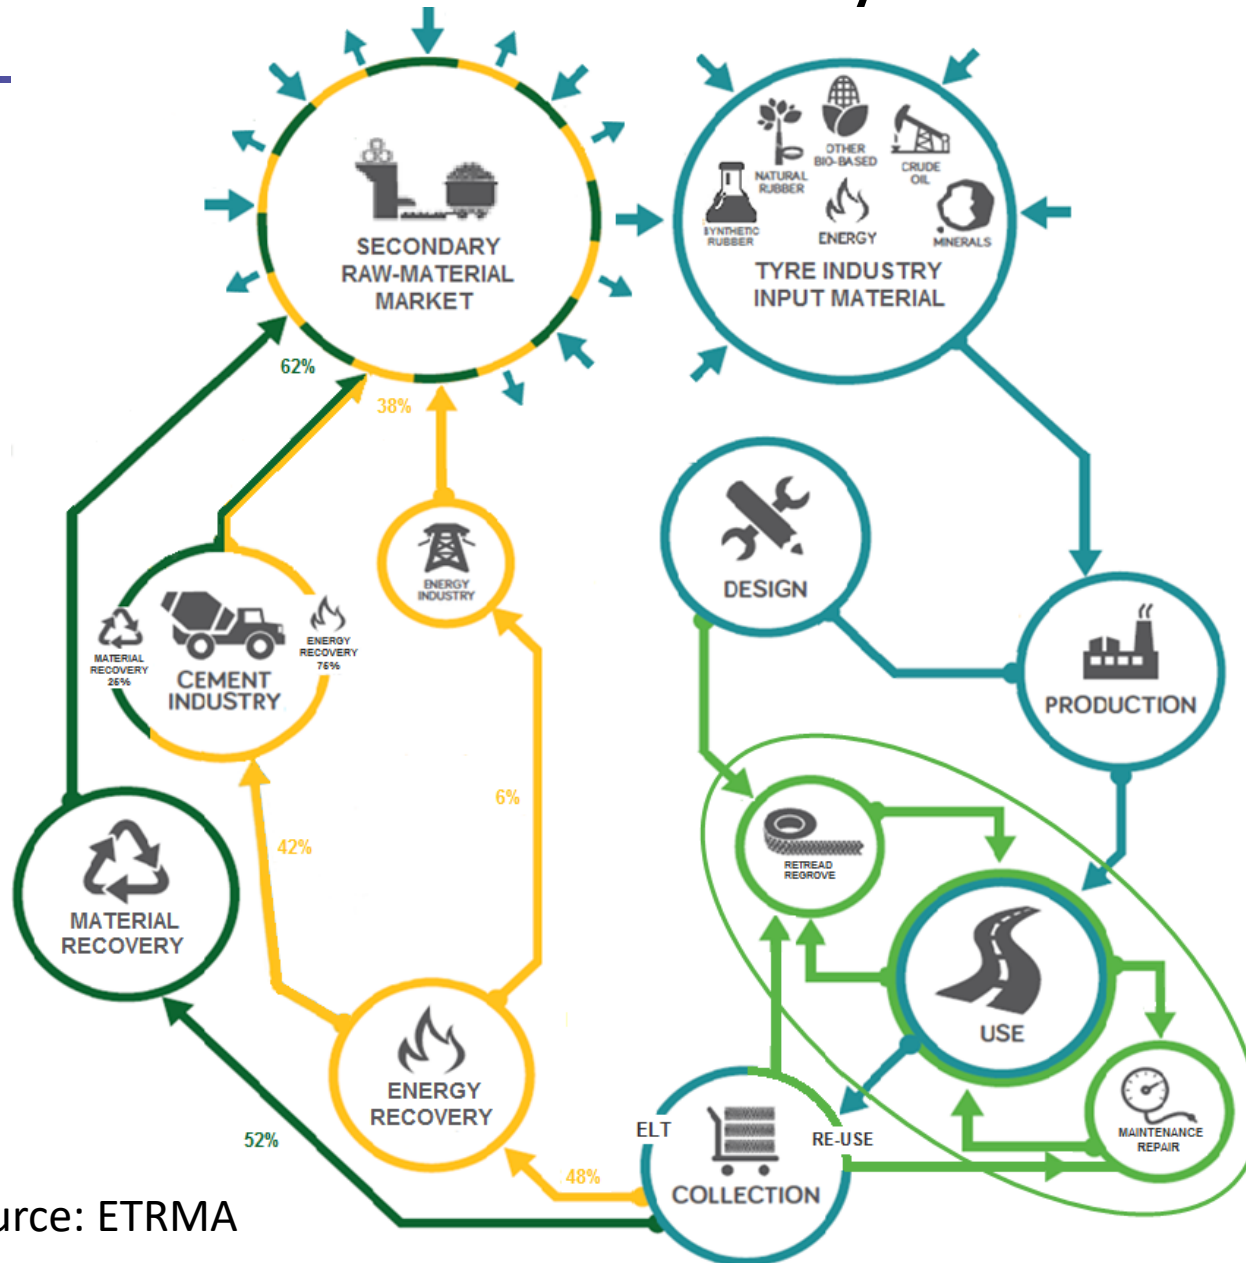 SECONDARY
RAW-MATERIAL
MARKET
NATURAL
RUBBER
OTHER
BIO-BASED
CRUDE
OIL
SYNTHETIC
RUBBER
ENERGY
MINERALS
TYRE INDUSTRY
INPUT MATERIAL
62%
38%
ENERGY
INDUSTRY
DESIGN
MATERIAL
RECOVERY
25%
CEMENT
INDUSTRY
ENERGY
RECOVERY
75%
PRODUCTION
6%
42%
RETREAD
REGROVE
MATERIAL
RECOVERY
USE
ENERGY
RECOVERY
52%
48%
ELT
RE-USE
COLLECTION
MAINTENANCE
REPAIR
urce: ETRMA